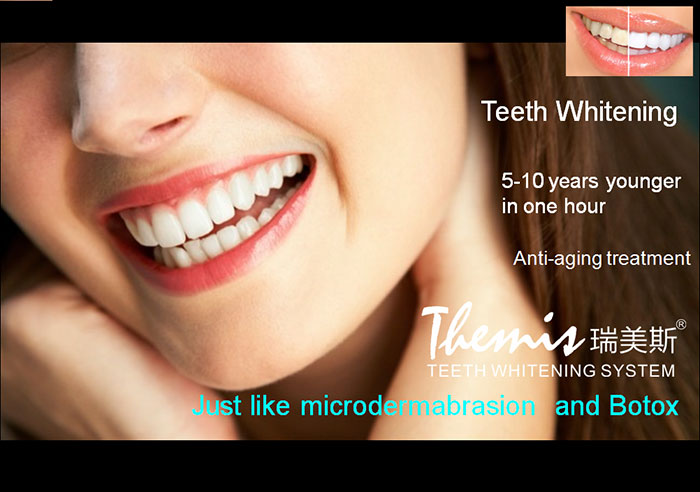 Teeth Whitening
5-10 years younger
in one hour
Anti-aging treatment
Themis 瑞美斯®
TEETH WHITENING SYSTEM
Just like microdermabrasion and Botox